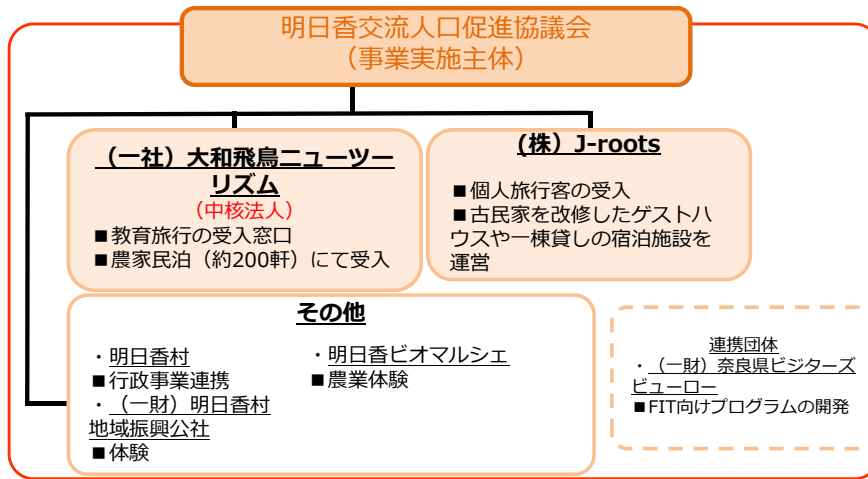 明日香交流人口促進協議会
（事業実施主体）
（一社）大和飛鳥ニューツー
リズム
（中核法人）
■教育旅行の受入窓口
■農家民泊（約200軒）にて受入
(株）J-roots
■個人旅行客の受入
■古民家を改修したゲストハ
ウスや一棟貸しの宿泊施設を
運営
その他
・明日香村
■行政事業連携
・（一財）明日香村
地域振興公社
■体験
・明日香ビオマルシェ
■農業体験
連携団体
・（一財）奈良県ビジターズ
ビューロー
■FIT向けプログラムの開発